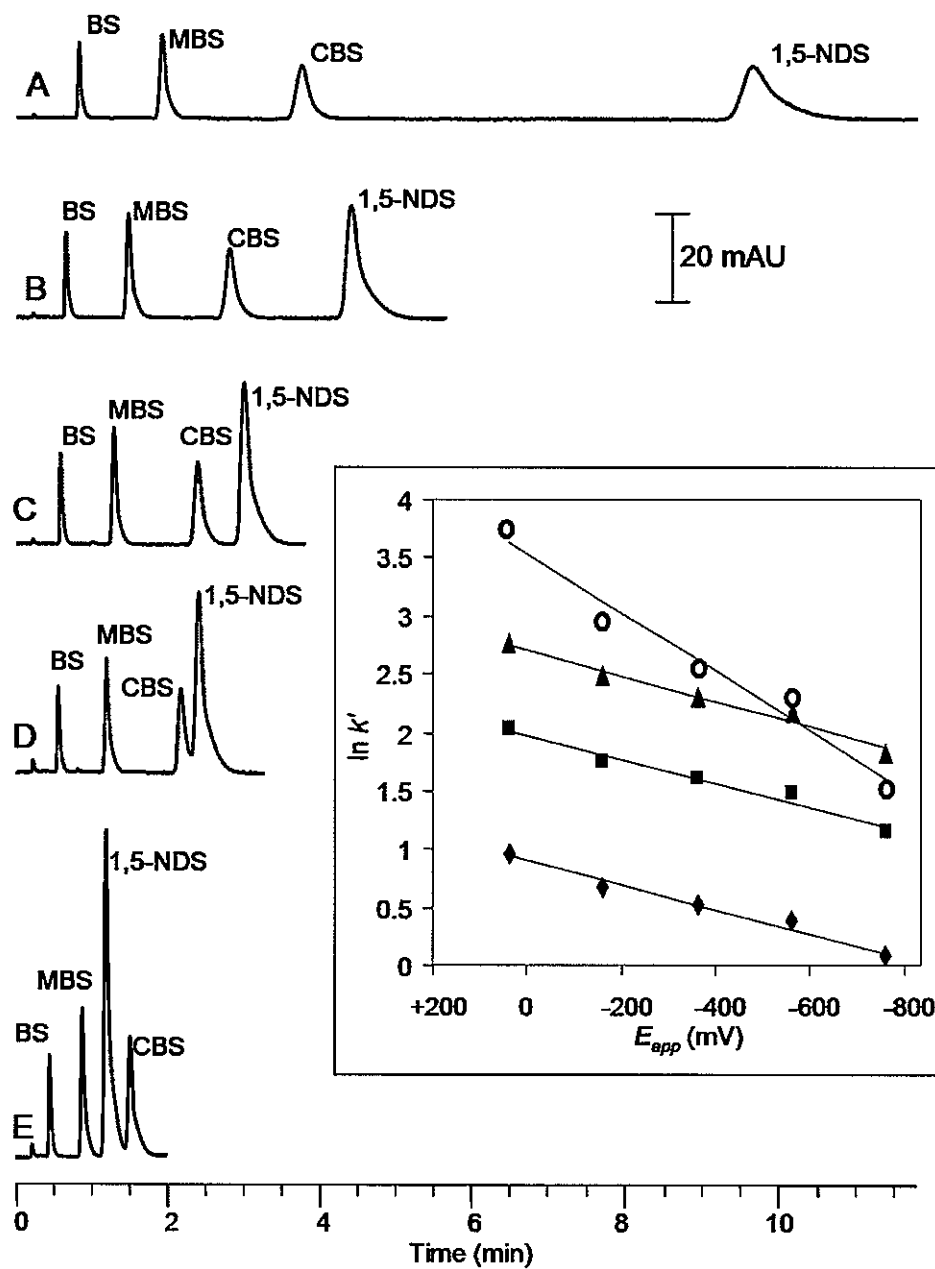 BS
MBS
CBS
1,5-NDS
A
BS
MBS
CBS
1,5-NDS
B
20 mAU
BS
MBS
CBS
1,5-NDS
C
BS
MBS
CBS
1,5-NDS
D
BS
MBS
1,5-NDS
CBS
E
4
3.5
3
2.5
2
1.5
1
0.5
0
ln k'
+200 0 -200 -400 -600 -800
Eapp (mV)
0 2 4 6 8 10
Time (min)